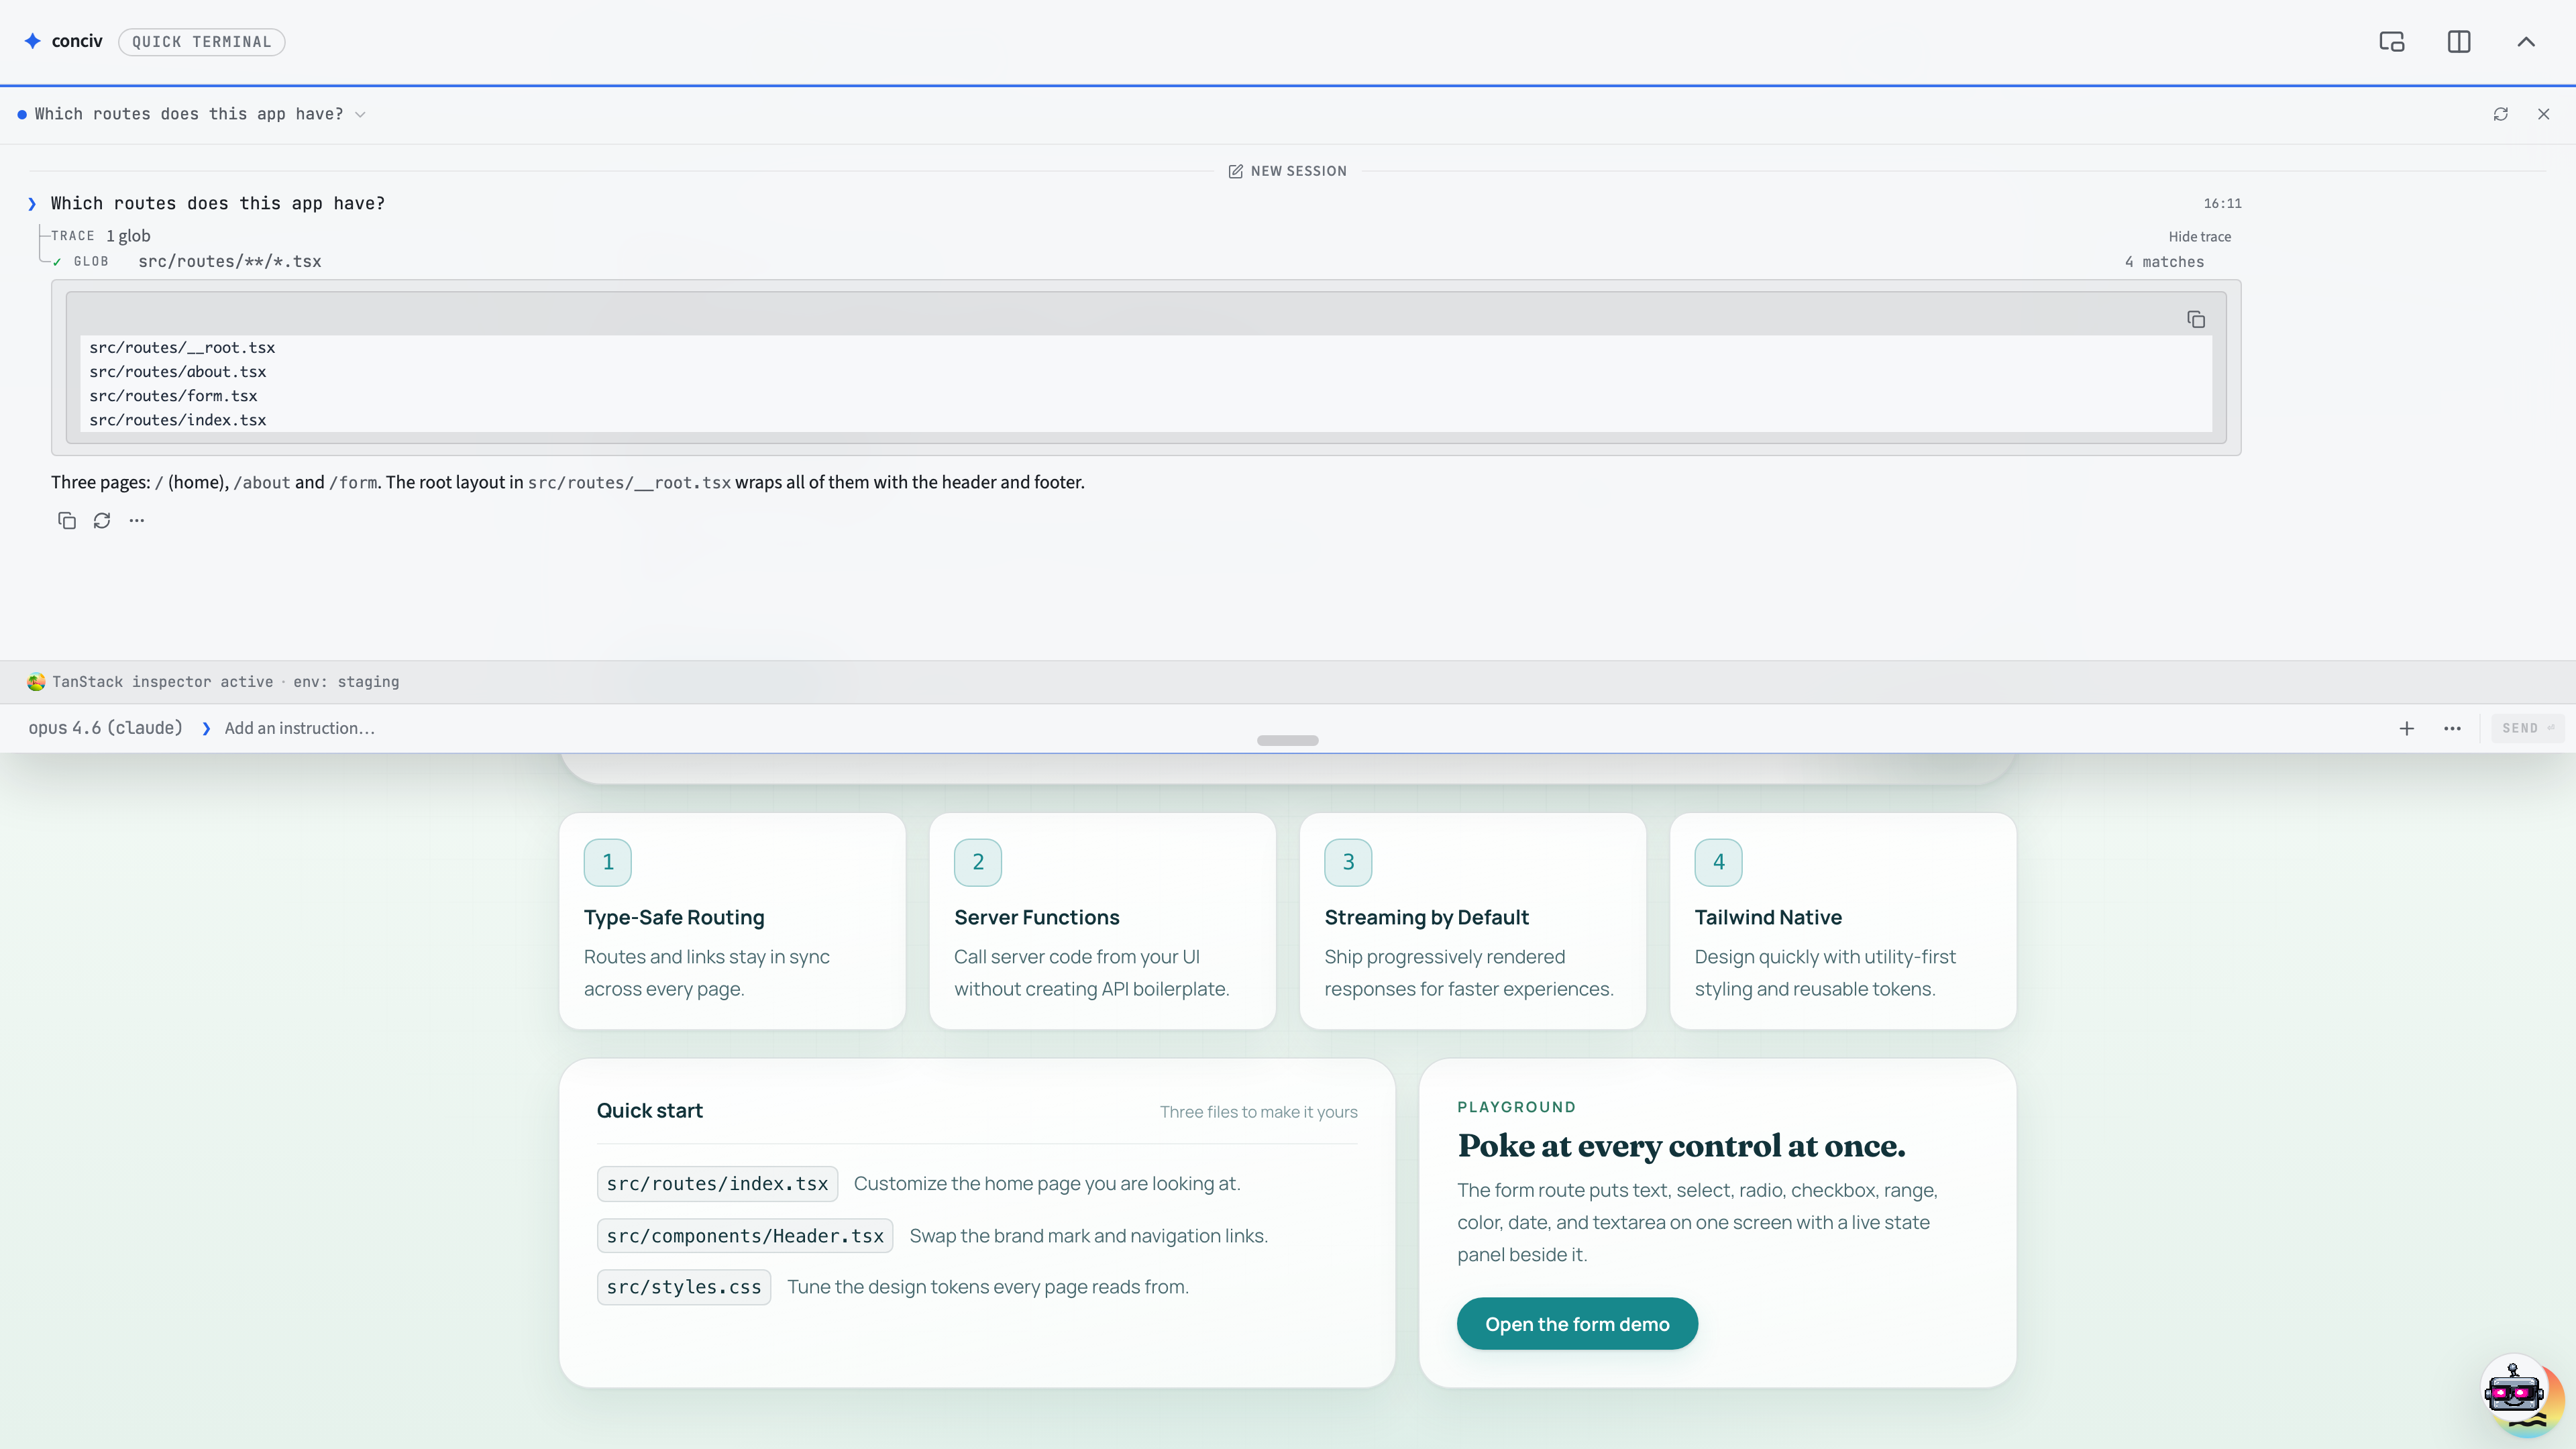 conciv QUICK TERMINAL
Which routes does this app have?
NEW SESSION
❯ Which routes does this app have? 16:11
TRACE 1 glob Hide trace
✓ GLOB src/routes/**/*.tsx 4 matches
src/routes/__root.tsx
src/routes/about.tsx
src/routes/form.tsx
src/routes/index.tsx
Three pages: / (home), /about and /form. The root layout in src/routes/__root.tsx wraps all of them with the header and footer.
TanStack inspector active · env: staging
opus 4.6 (claude) ❯ Add an instruction… SEND ⏎
1
Type-Safe Routing
Routes and links stay in sync
across every page.
2
Server Functions
Call server code from your UI
without creating API boilerplate.
3
Streaming by Default
Ship progressively rendered
responses for faster experiences.
4
Tailwind Native
Design quickly with utility-first
styling and reusable tokens.
Quick start Three files to make it yours
src/routes/index.tsx Customize the home page you are looking at.
src/components/Header.tsx Swap the brand mark and navigation links.
src/styles.css Tune the design tokens every page reads from.
PLAYGROUND
Poke at every control at once.
The form route puts text, select, radio, checkbox, range,
color, date, and textarea on one screen with a live state
panel beside it.
Open the form demo